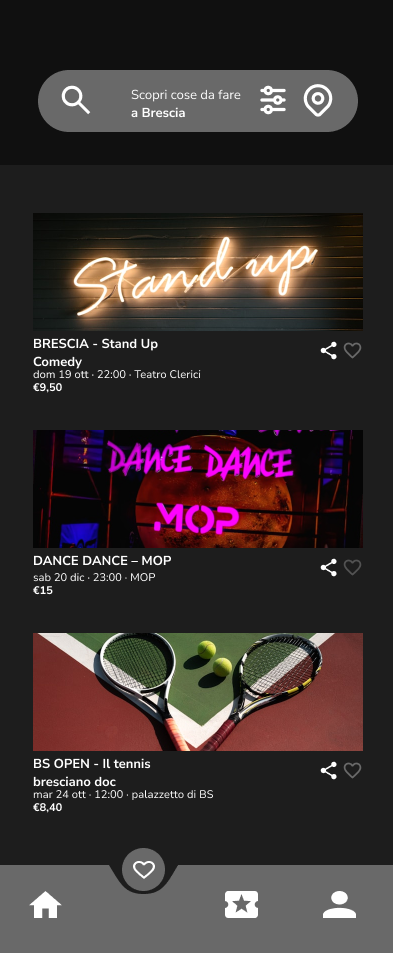 Scopri cose da fare
a Brescia
Stand up
BRESCIA - Stand Up
Comedy
dom 19 ott · 22:00 · Teatro Clerici
€9,50
DANCE DANCE
MOP
DANCE DANCE – MOP
sab 20 dic · 23:00 · MOP
€15
BS OPEN - Il tennis
bresciano doc
mar 24 ott · 12:00 · palazzetto di BS
€8,40